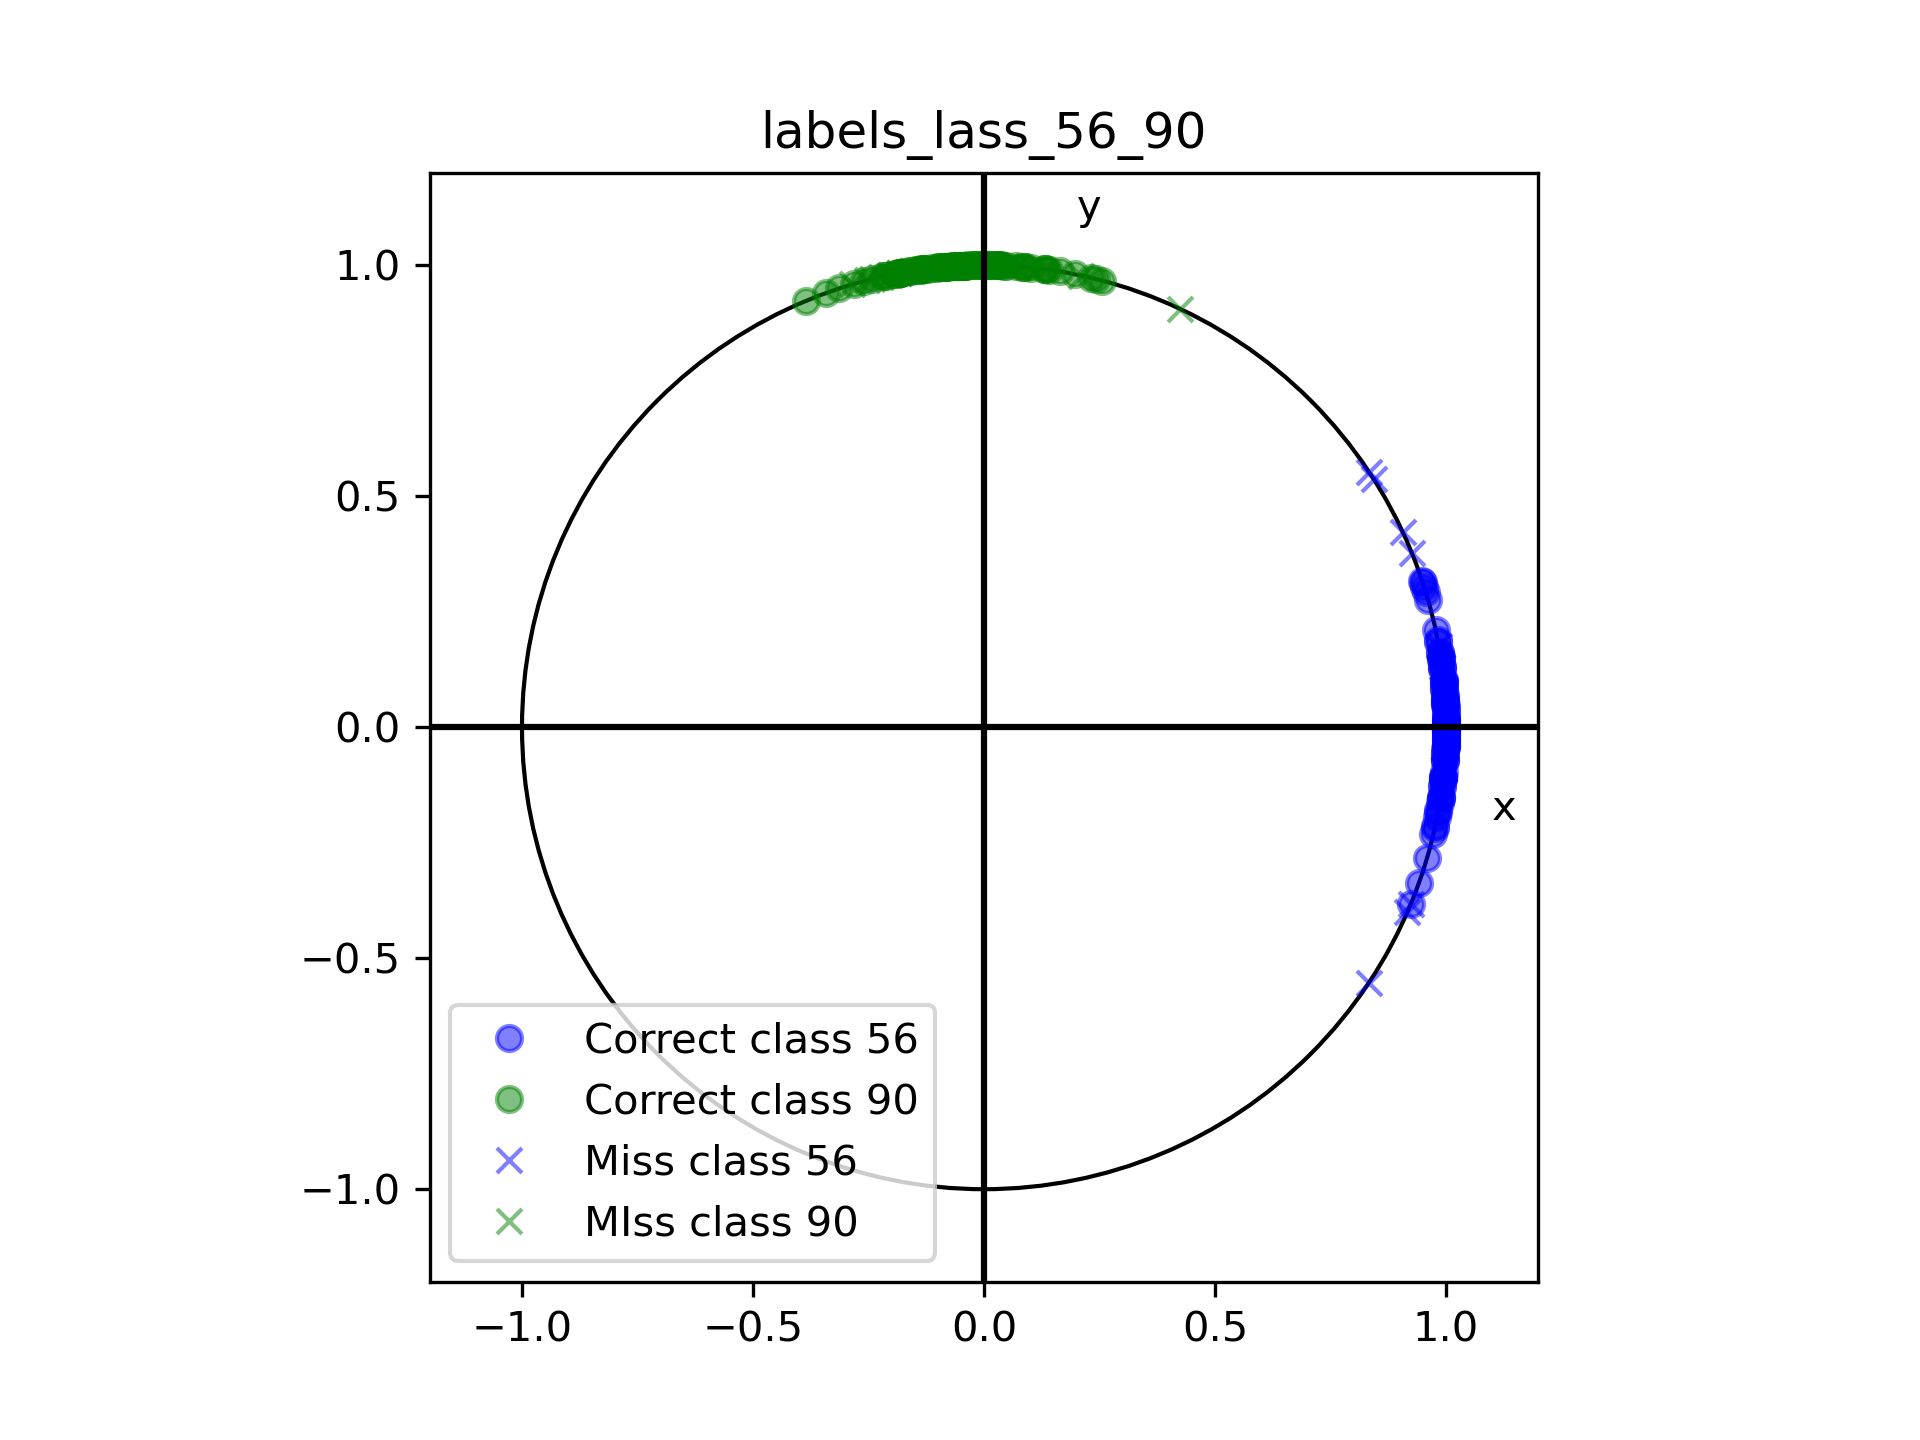 labels_lass_56_90
y
1.0
0.5
0.0
−0.5
−1.0
x
Correct class 56
Correct class 90
Miss class 56
MIss class 90
−1.0 −0.5 0.0 0.5 1.0